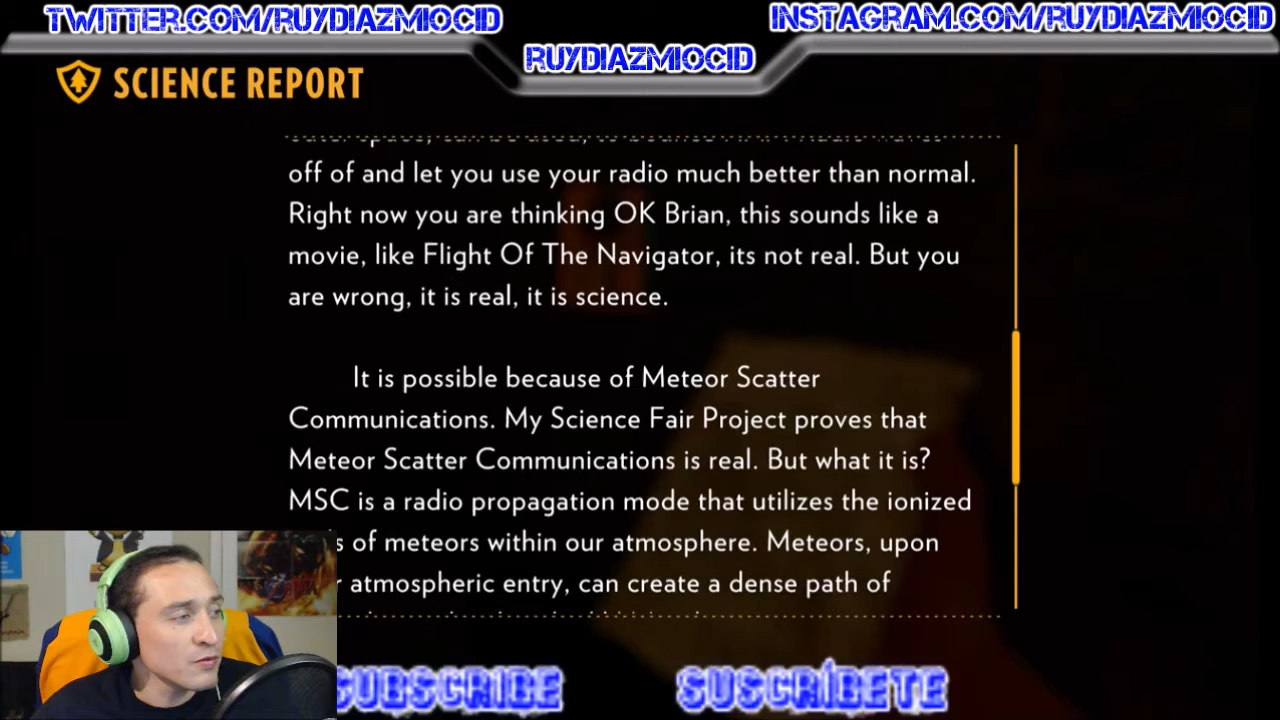 TWITTER.COM/RUYDIAZMIOCID
INSTAGRAM.COM/RUYDIAZMIOCID
RUYDIAZMIOCID
SCIENCE REPORT
off of and let you use your radio much better than normal.
Right now you are thinking OK Brian, this sounds like a
movie, like Flight Of The Navigator, its not real. But you
are wrong, it is real, it is science.
It is possible because of Meteor Scatter
Communications. My Science Fair Project proves that
Meteor Scatter Communications is real. But what it is?
MSC is a radio propagation mode that utilizes the ionized
of meteors within our atmosphere. Meteors, upon
atmospheric entry, can create a dense path of
SUBSCRIBE
SUSCRÍBETE